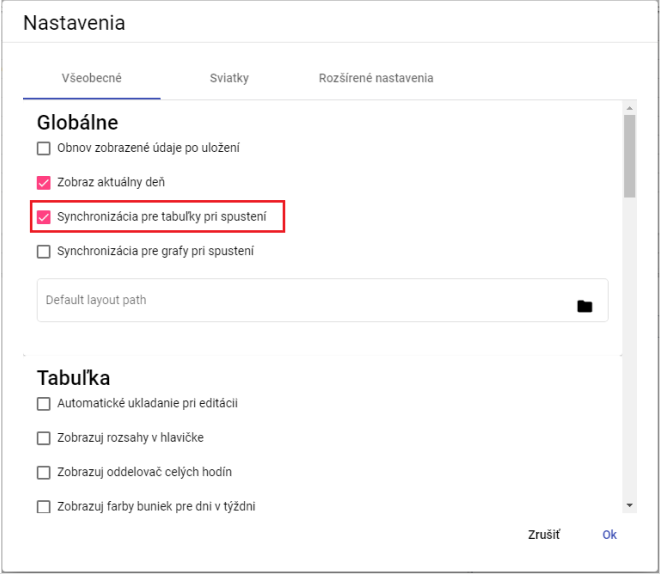 Nastavenia
Všeobecné Sviatky Rozšírené nastavenia
Globálne
Obnov zobrazené údaje po uložení
Zobraz aktuálny deň
Synchronizácia pre tabuľky pri spustení
Synchronizácia pre grafy pri spustení
Default layout path
Tabuľka
Automatické ukladanie pri editácii
Zobrazuj rozsahy v hlavičke
Zobrazuj oddelovač celých hodín
Zobrazuj farby buniek pre dni v týždni
Zrušiť Ok